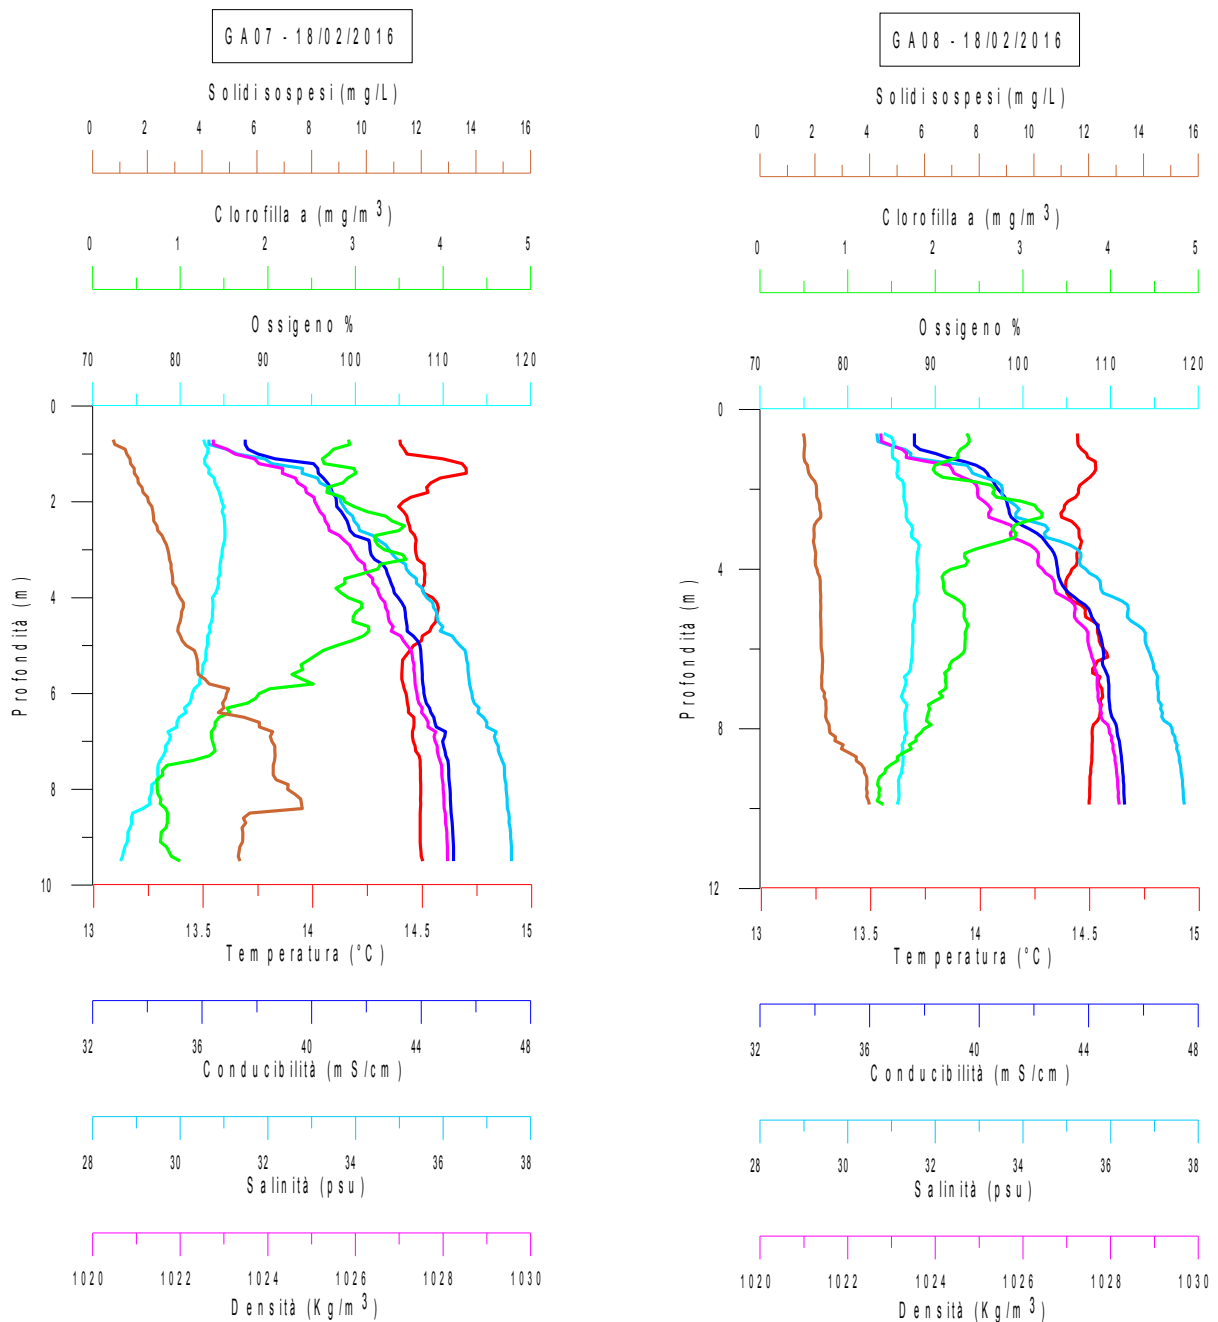 GA07 - 18/02/2016
Solidi sospesi (mg/L)
0 2 4 6 8 10 12 14 16
Clorofilla a (mg/m³)
0 1 2 3 4 5
Ossigeno %
70 80 90 100 110 120
0
2
4
6
8
10
Profondità (m)
13 13.5 14 14.5 15
Temperatura (°C)
32 36 40 44 48
Conducibilità (mS/cm)
28 30 32 34 36 38
Salinità (psu)
1020 1022 1024 1026 1028 1030
Densità (Kg/m³)
GA08 - 18/02/2016
Solidi sospesi (mg/L)
0 2 4 6 8 10 12 14 16
Clorofilla a (mg/m³)
0 1 2 3 4 5
Ossigeno %
70 80 90 100 110 120
0
4
8
12
Profondità (m)
13 13.5 14 14.5 15
Temperatura (°C)
32 36 40 44 48
Conducibilità (mS/cm)
28 30 32 34 36 38
Salinità (psu)
1020 1022 1024 1026 1028 1030
Densità (Kg/m³)